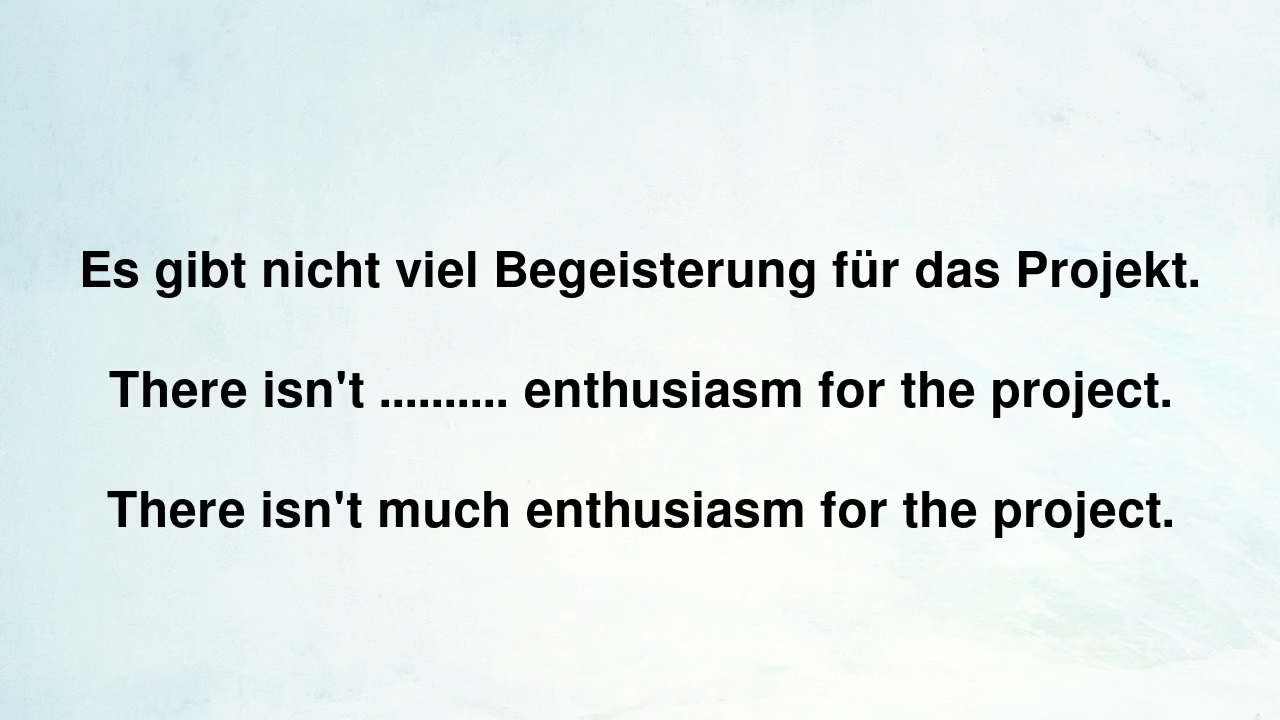 Es gibt nicht viel Begeisterung für das Projekt.
There isn't .......... enthusiasm for the project.
There isn't much enthusiasm for the project.